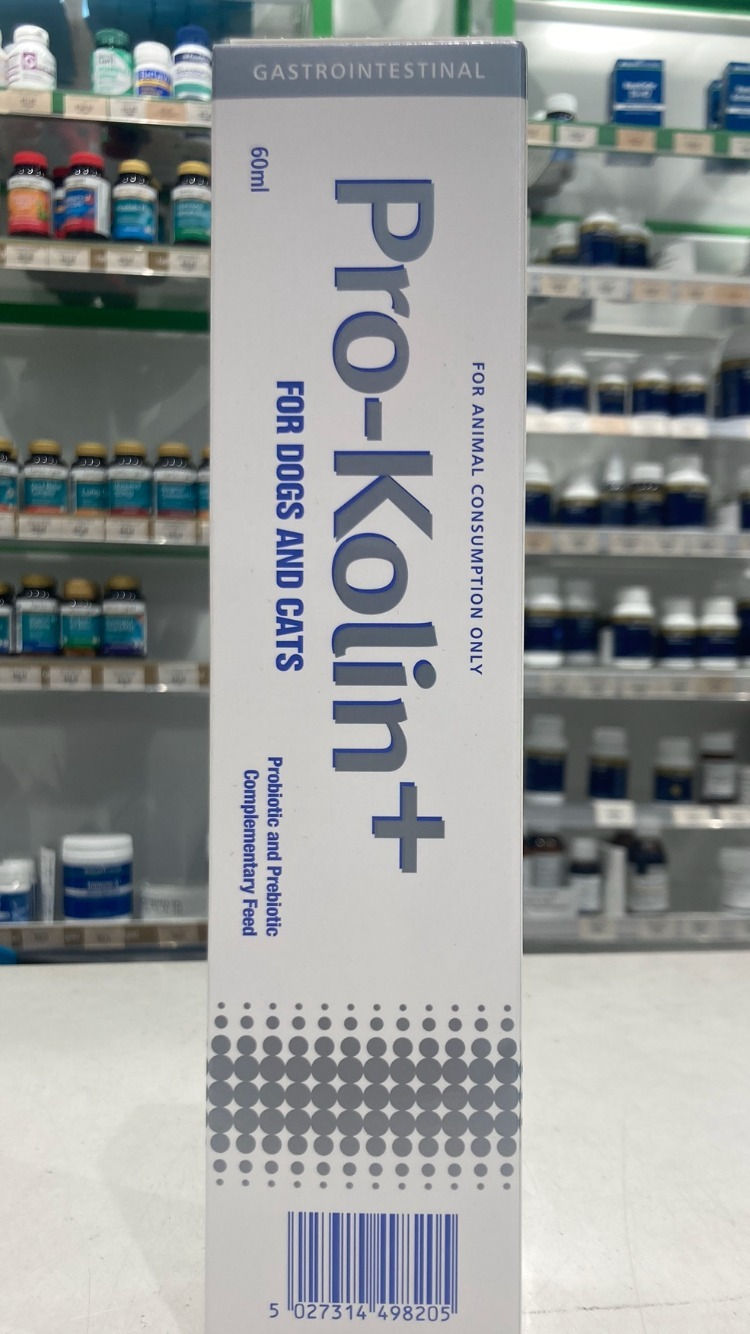 GASTROINTESTINAL
60ml
FOR ANIMAL CONSUMPTION ONLY
Pro-Kolin+
FOR DOGS AND CATS
Probiotic and Prebiotic
Complementary Feed
5 027314 498205